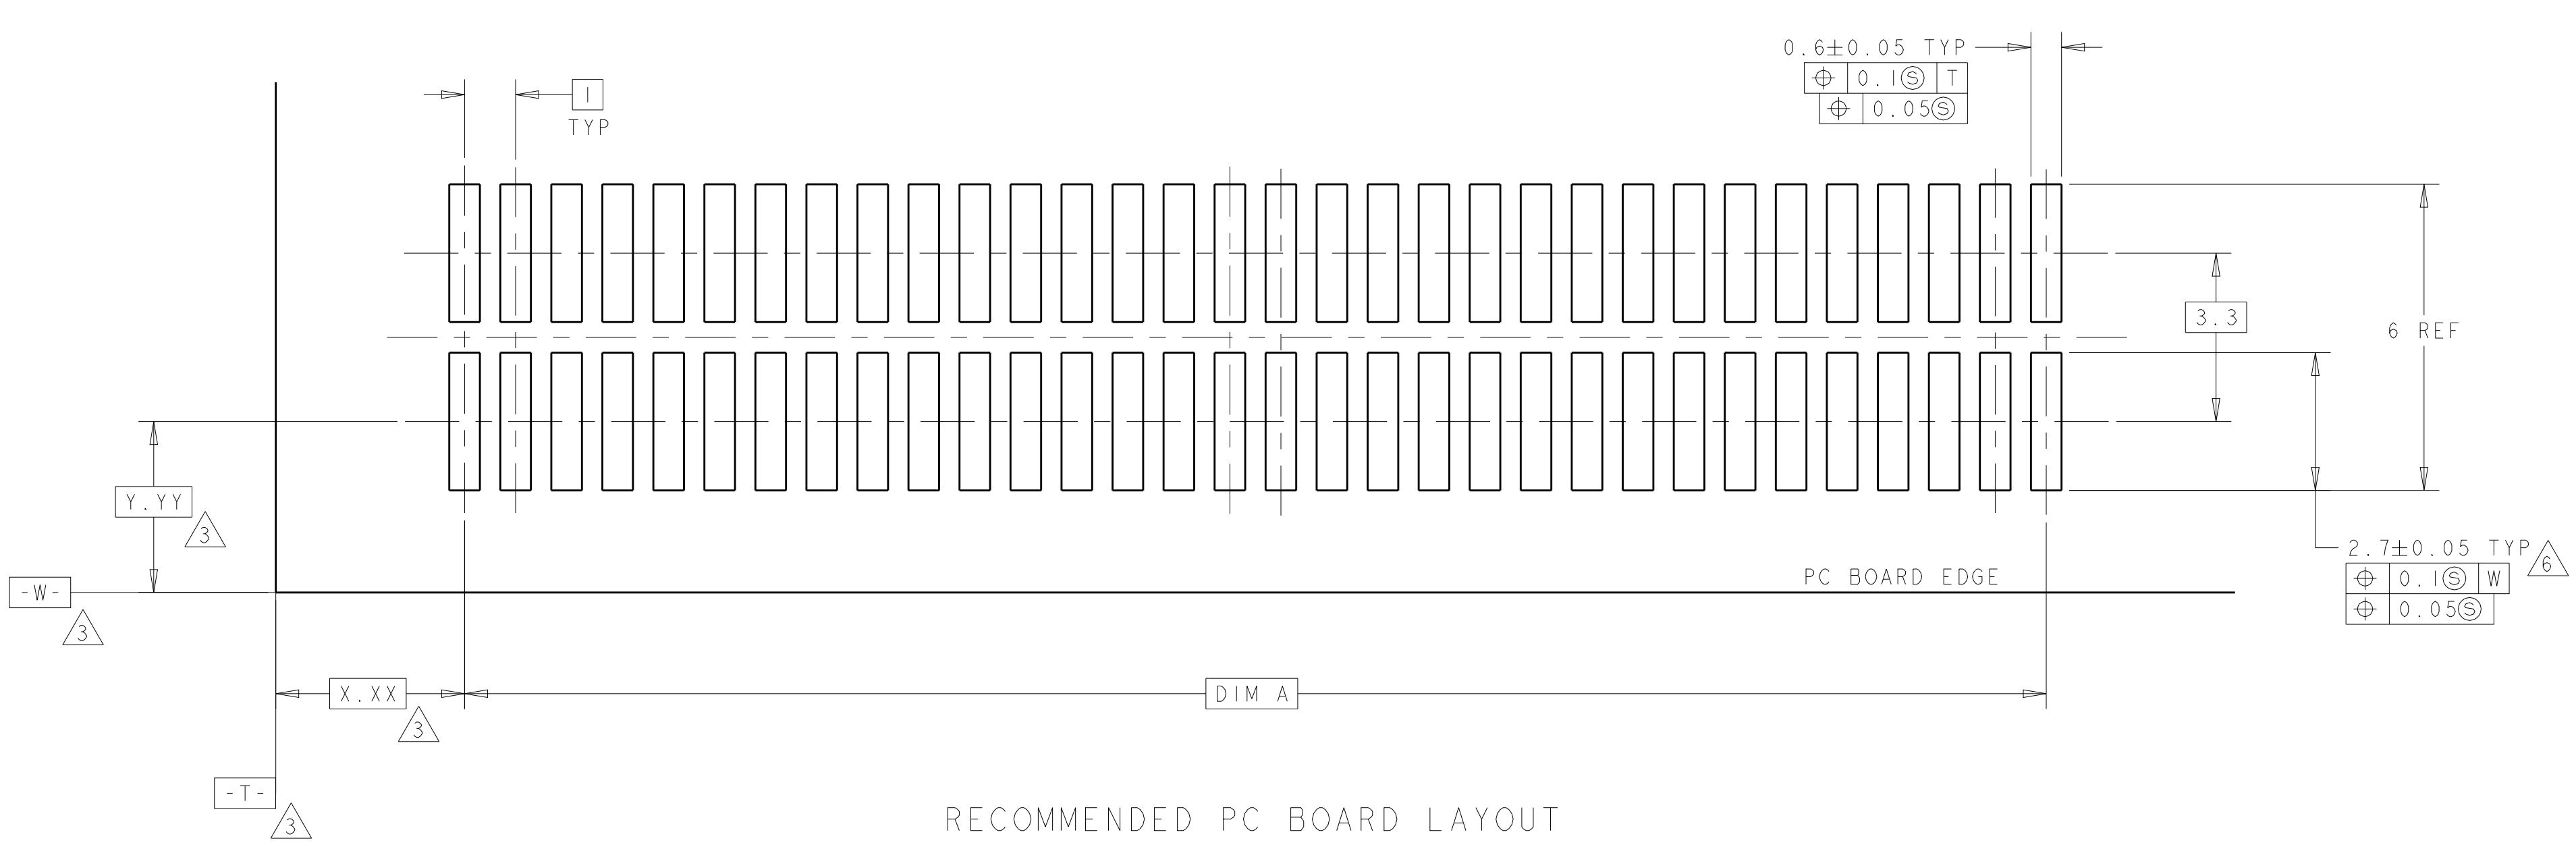 0.6±0.05 TYP
⌖ 0.1Ⓢ T
⌖ 0.05Ⓢ
1
TYP
3.3
6 REF
Y.YY
3
2.7±0.05 TYP 6
⌖ 0.1Ⓢ W
⌖ 0.05Ⓢ
PC BOARD EDGE
-W-
3
X.XX
3
DIM A
-T-
3
RECOMMENDED PC BOARD LAYOUT